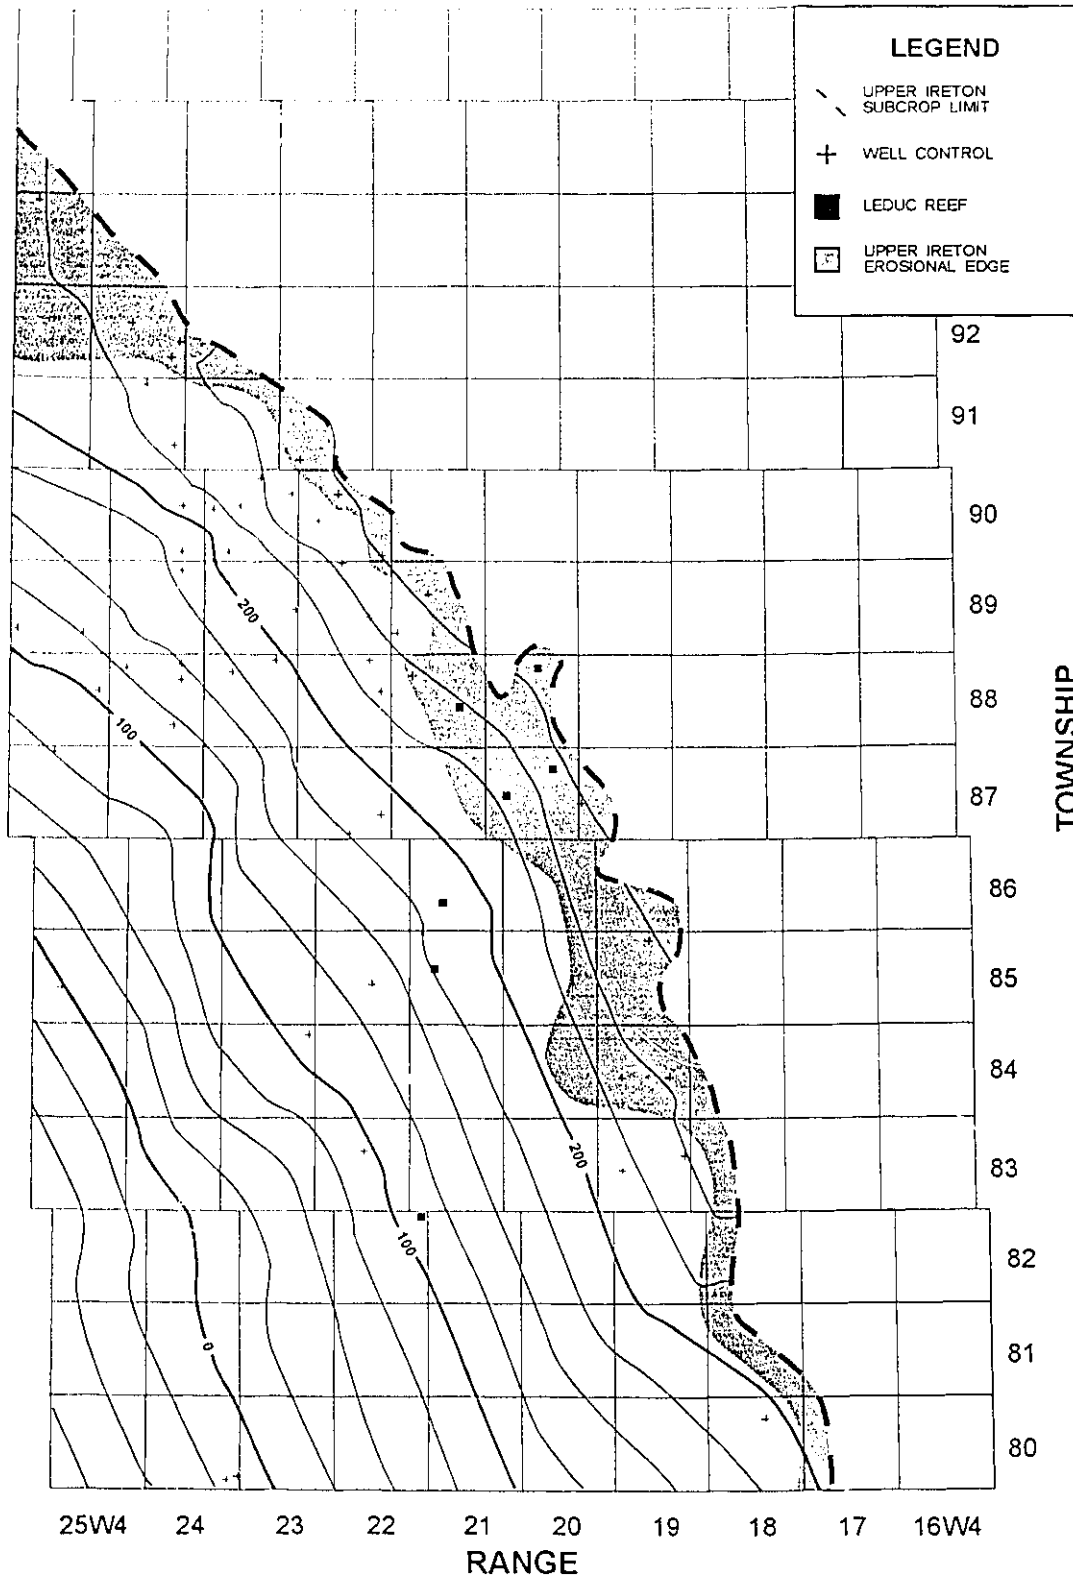 LEGEND
UPPER IRETON
SUBCROP LIMIT
WELL CONTROL
LEDUC REEF
UPPER IRETON
EROSIONAL EDGE
92
91
90
89
88
87
86
85
84
83
82
81
80
TOWNSHIP
200
100
200
100
0
25W4 24 23 22 21 20 19 18 17 16W4
RANGE